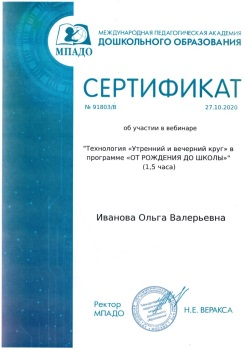 МЕЖДУНАРОДНАЯ ПЕДАГОГИЧЕСКАЯ АКАДЕМИЯ
ДОШКОЛЬНОГО ОБРАЗОВАНИЯ
МПАДО
СЕРТИФИКАТ
№ 91803/В
27.10.2020
об участии в вебинаре
"Технология «Утренний и вечерний круг» в
программе «ОТ РОЖДЕНИЯ ДО ШКОЛЫ»"
(1,5 часа)
Иванова Ольга Валерьевна
Ректор
МПАДО
Н.Е. ВЕРАКСА